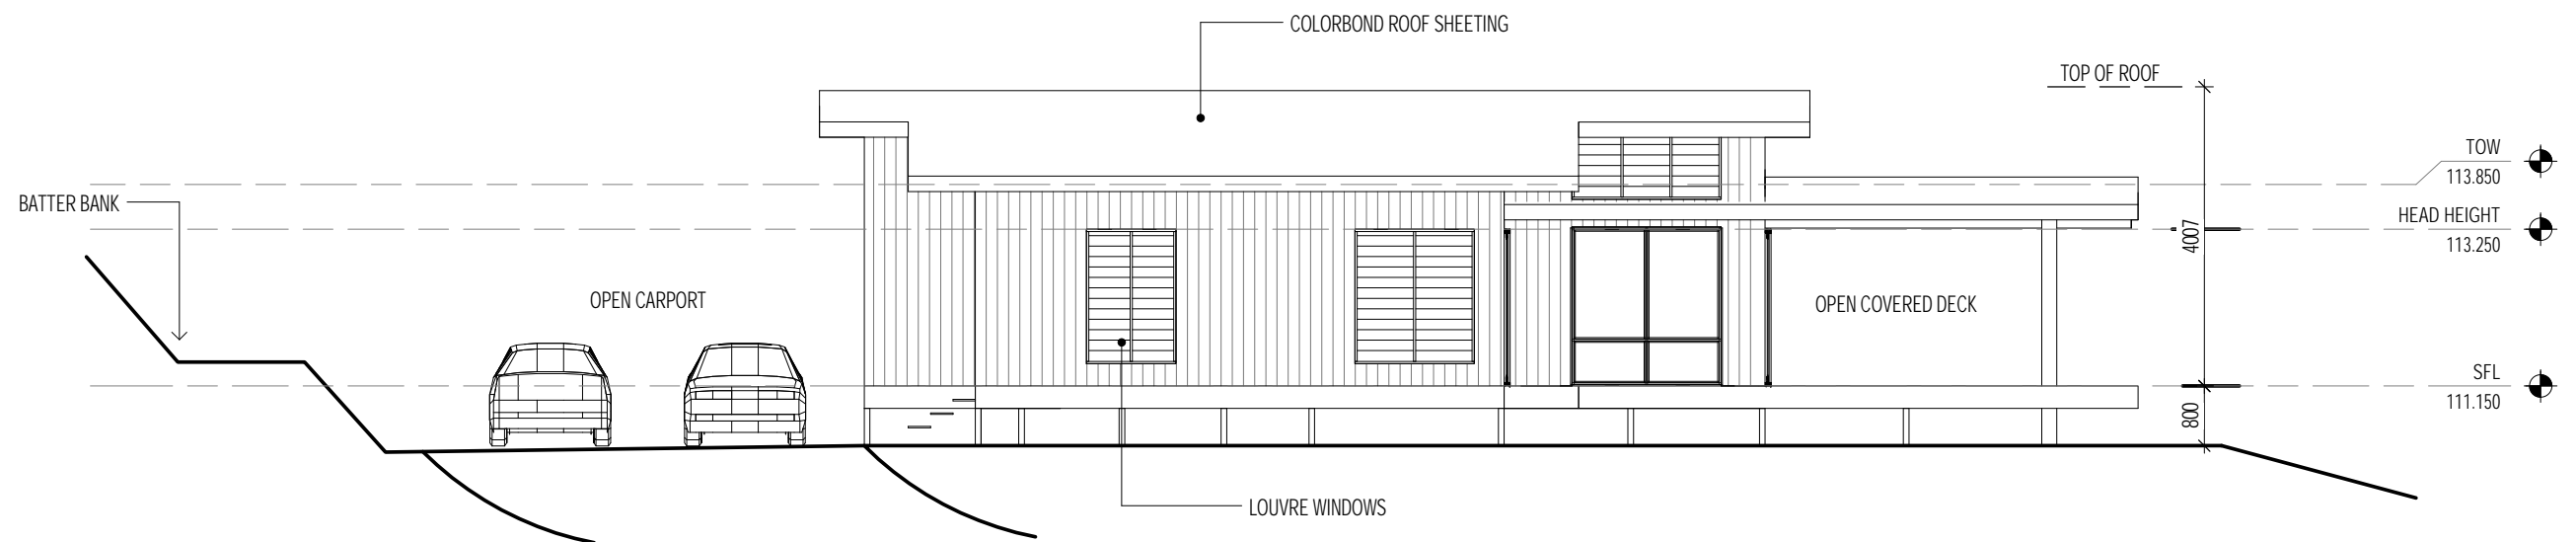 COLORBOND ROOF SHEETING
TOP OF ROOF
TOW
113.850
BATTER BANK
HEAD HEIGHT
113.250
4007
OPEN CARPORT
OPEN COVERED DECK
SFL
111.150
800
LOUVRE WINDOWS